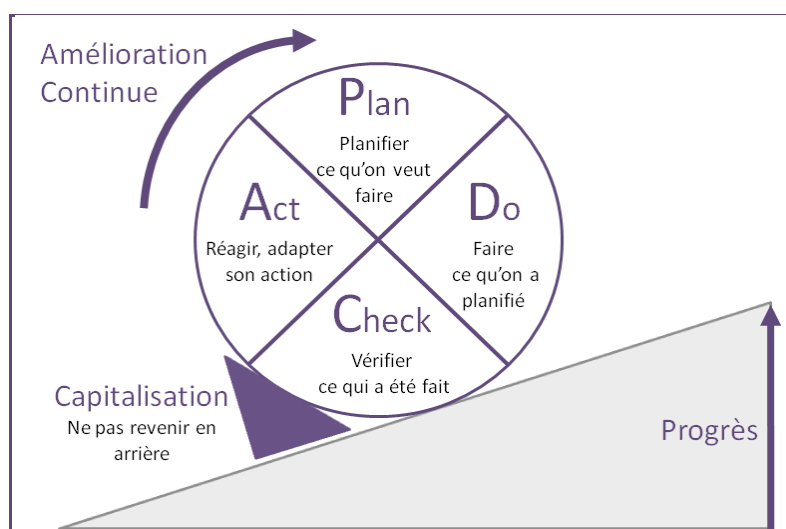 Amélioration
Continue
Plan
Planifier
ce qu'on veut
faire
Act
Réagir, adapter
son action
Do
Faire
ce qu'on a
planifié
Check
Vérifier
ce qui a été fait
Capitalisation
Ne pas revenir en
arrière
Progrès